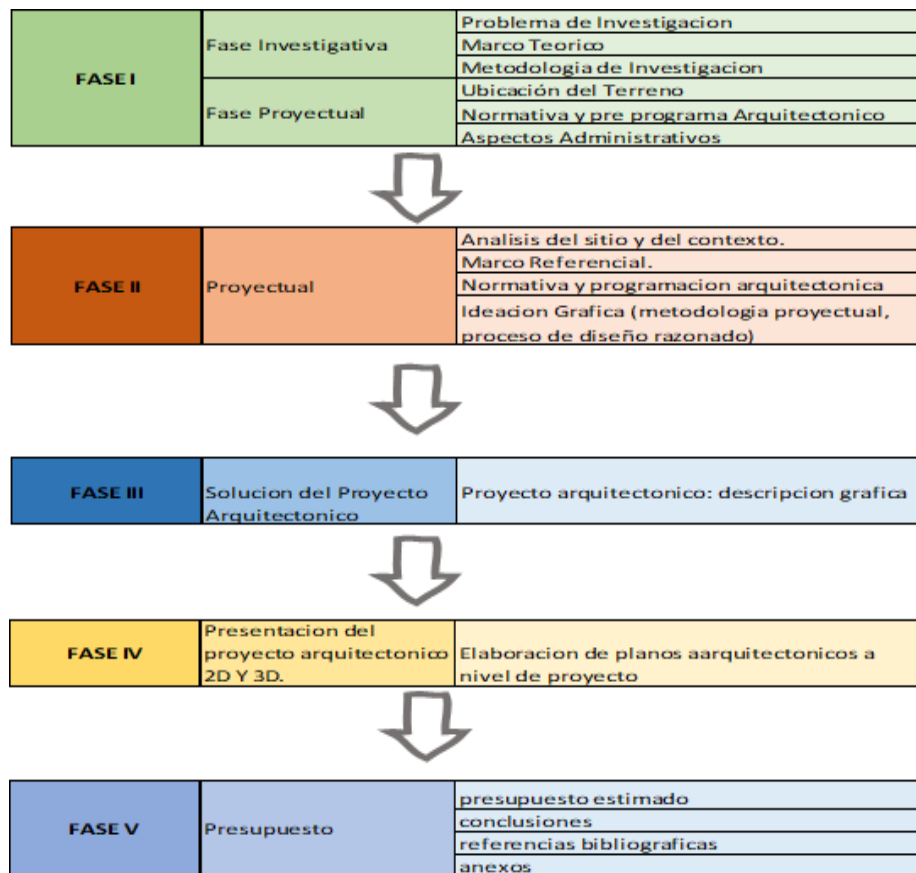 FASE I
Fase Investigativa
Problema de Investigacion
Marco Teorico
Metodologia de Investigacion
Fase Proyectual
Ubicación del Terreno
Normativa y pre programa Arquitectonico
Aspectos Administrativos
FASE II
Proyectual
Analisis del sitio y del contexto.
Marco Referencial.
Normativa y programacion arquitectonica
Ideacion Grafica (metodologia proyectual,
proceso de diseño razonado)
FASE III
Solucion del Proyecto
Arquitectonico
Proyecto arquitectonico: descripcion grafica
FASE IV
Presentacion del
proyecto arquitectonico
2D Y 3D.
Elaboracion de planos aarquitectonicos a
nivel de proyecto
FASE V
Presupuesto
presupuesto estimado
conclusiones
referencias bibliograficas
anexos